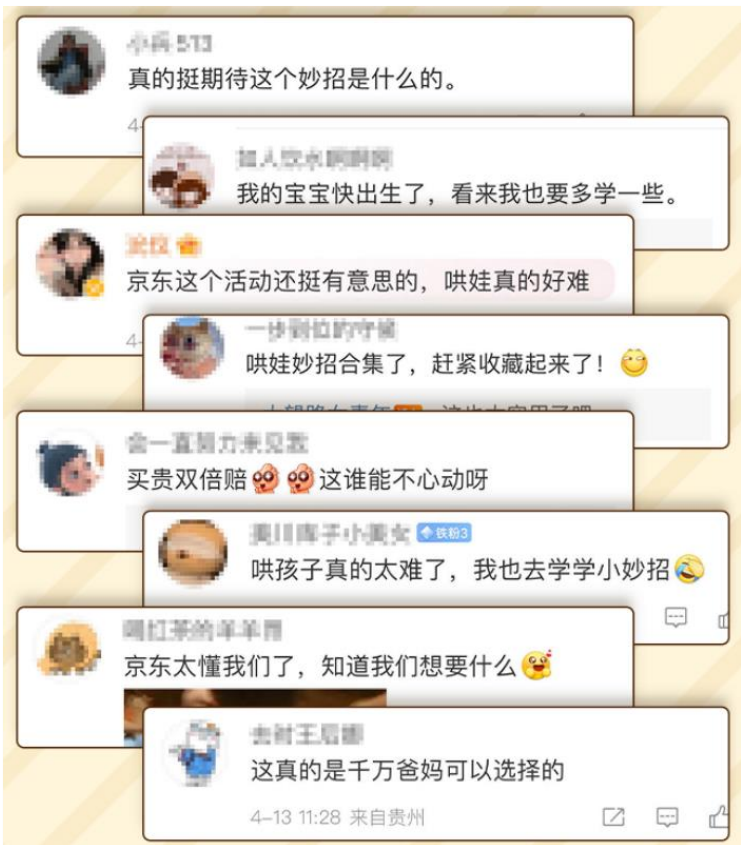 真的挺期待这个妙招是什么的。
我的宝宝快出生了，看来我也要多学一些。
京东这个活动还挺有意思的，哄娃真的好难
哄娃妙招合集了，赶紧收藏起来了！
买贵双倍赔 这谁能不心动呀
铁粉3
哄孩子真的太难了，我也去学学小妙招
京东太懂我们了，知道我们想要什么
这真的是千万爸妈可以选择的
4-13 11:28 来自贵州